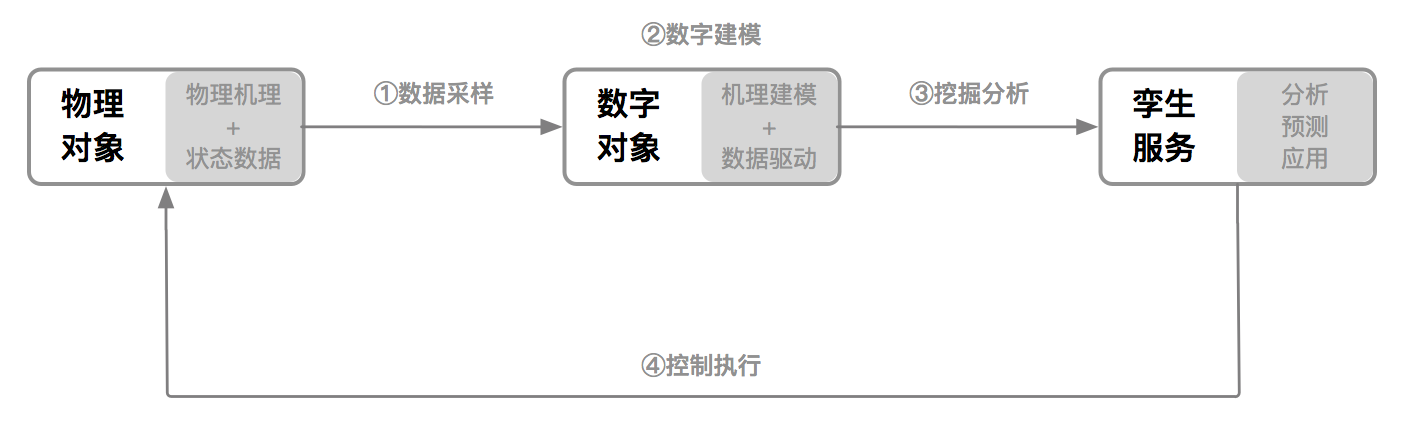 ②数字建模
物理
对象
物理机理
+
状态数据
①数据采样
数字
对象
机理建模
+
数据驱动
③挖掘分析
孪生
服务
分析
预测
应用
④控制执行